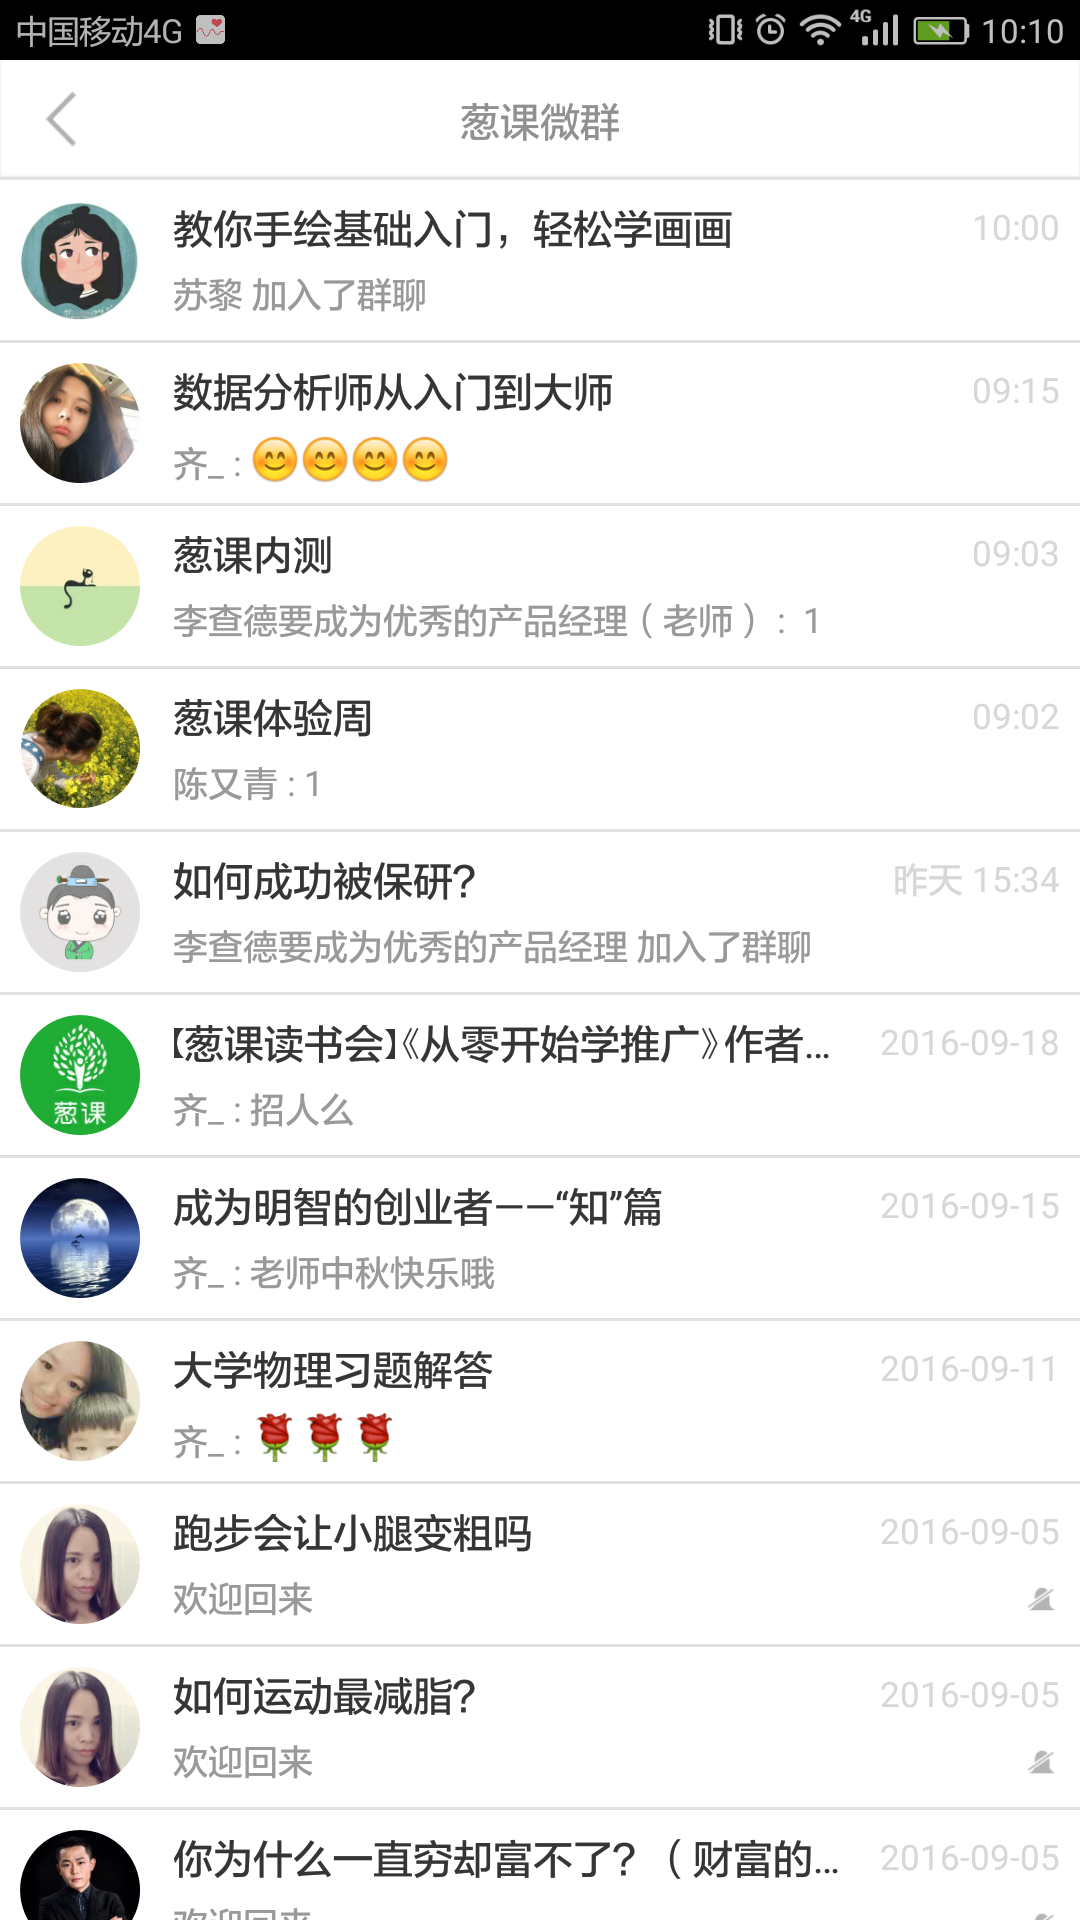 中国移动4G 4G 10:10
葱课微群
教你手绘基础入门，轻松学画画 10:00
苏黎 加入了群聊
数据分析师从入门到大师 09:15
齐_ : 😊😊😊😊
葱课内测 09:03
李查德要成为优秀的产品经理（老师）: 1
葱课体验周 09:02
陈又青 : 1
如何成功被保研？ 昨天 15:34
李查德要成为优秀的产品经理 加入了群聊
【葱课读书会】《从零开始学推广》作者... 2016-09-18
葱课
齐_ : 招人么
成为明智的创业者——“知”篇 2016-09-15
齐_ : 老师中秋快乐哦
大学物理习题解答 2016-09-11
齐_ : 🌹🌹🌹
跑步会让小腿变粗吗 2016-09-05
欢迎回来
如何运动最减脂？ 2016-09-05
欢迎回来
你为什么一直穷却富不了？（财富的... 2016-09-05
欢迎回来